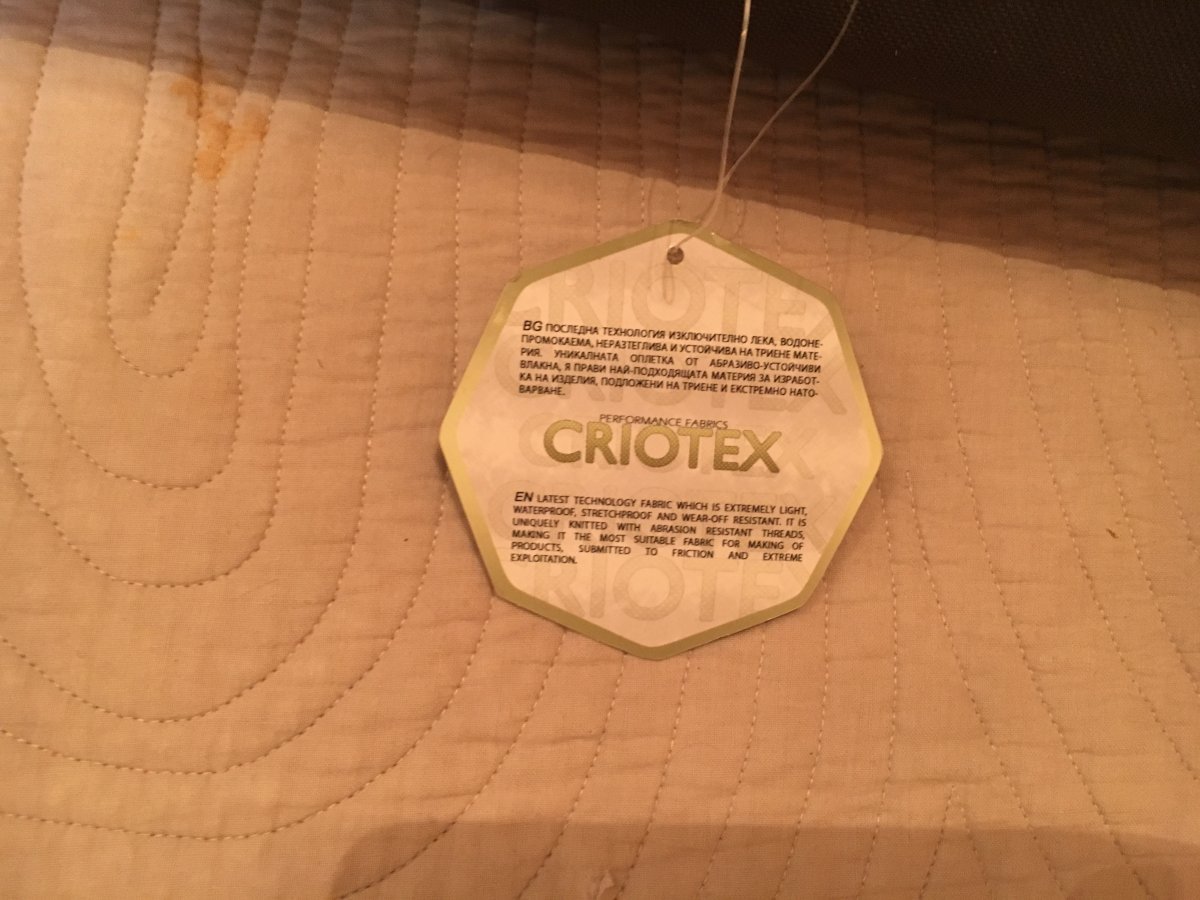 BG ПОСЛЕДНА ТЕХНОЛОГИЯ ИЗКЛЮЧИТЕЛНО ЛЕКА, ВОДОНЕ-
ПРОМОКАЕМА, НЕРАЗТЕГЛИВА И УСТОЙЧИВА НА ТРИЕНЕ МАТЕ-
РИЯ. УНИКАЛНАТА ОПЛЕТКА ОТ АБРАЗИВО-УСТОЙЧИВИ
ВЛАКНА, Я ПРАВИ НАЙ-ПОДХОДЯЩАТА МАТЕРИЯ ЗА ИЗРАБОТ-
КА НА ИЗДЕЛИЯ, ПОДЛОЖЕНИ НА ТРИЕНЕ И ЕКСТРЕМНО НАТО-
ВАРВАНЕ.
PERFORMANCE FABRICS
CRIOTEX
EN LATEST TECHNOLOGY FABRIC WHICH IS EXTREMELY LIGHT,
WATERPROOF, STRETCHPROOF AND WEAR-OFF RESISTANT. IT IS
UNIQUELY KNITTED WITH ABRASION RESISTANT THREADS,
MAKING IT THE MOST SUITABLE FABRIC FOR MAKING OF
PRODUCTS, SUBMITTED TO FRICTION AND EXTREME
EXPLOITATION.
CRIOTEX